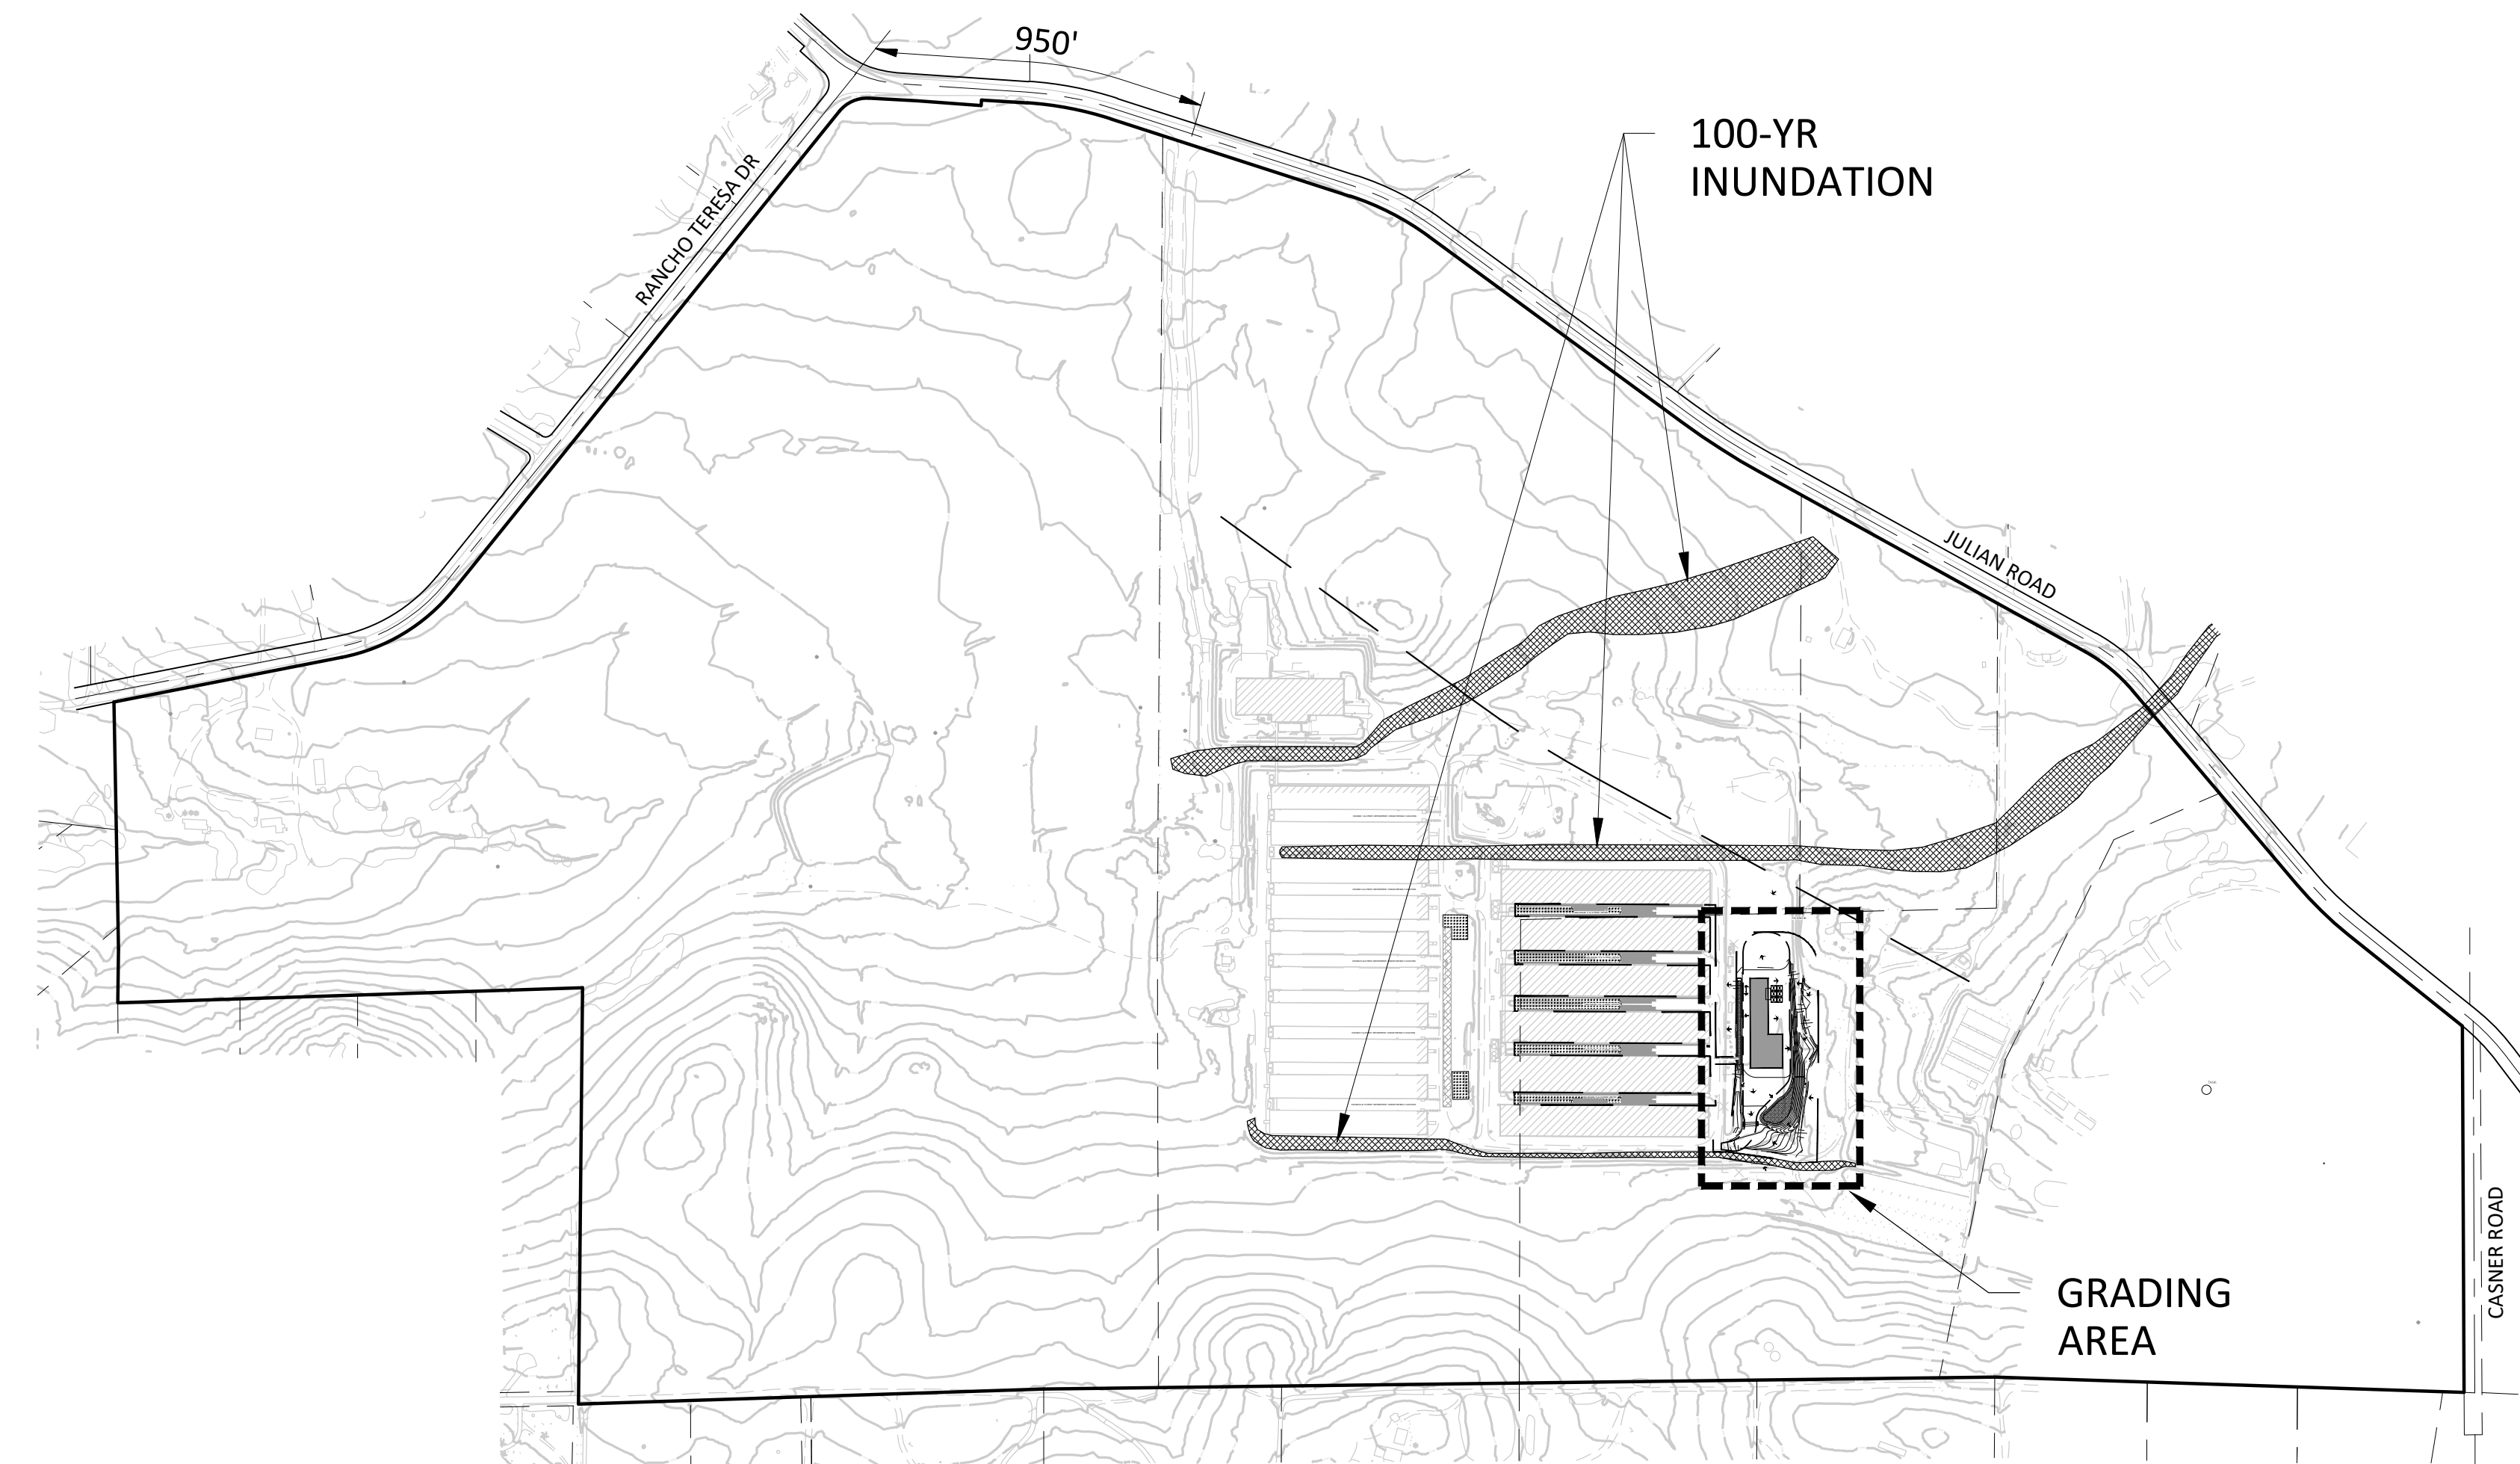 950'
100-YR
INUNDATION
RANCHO TERESA DR
JULIAN ROAD
GRADING
AREA
CASNER ROAD